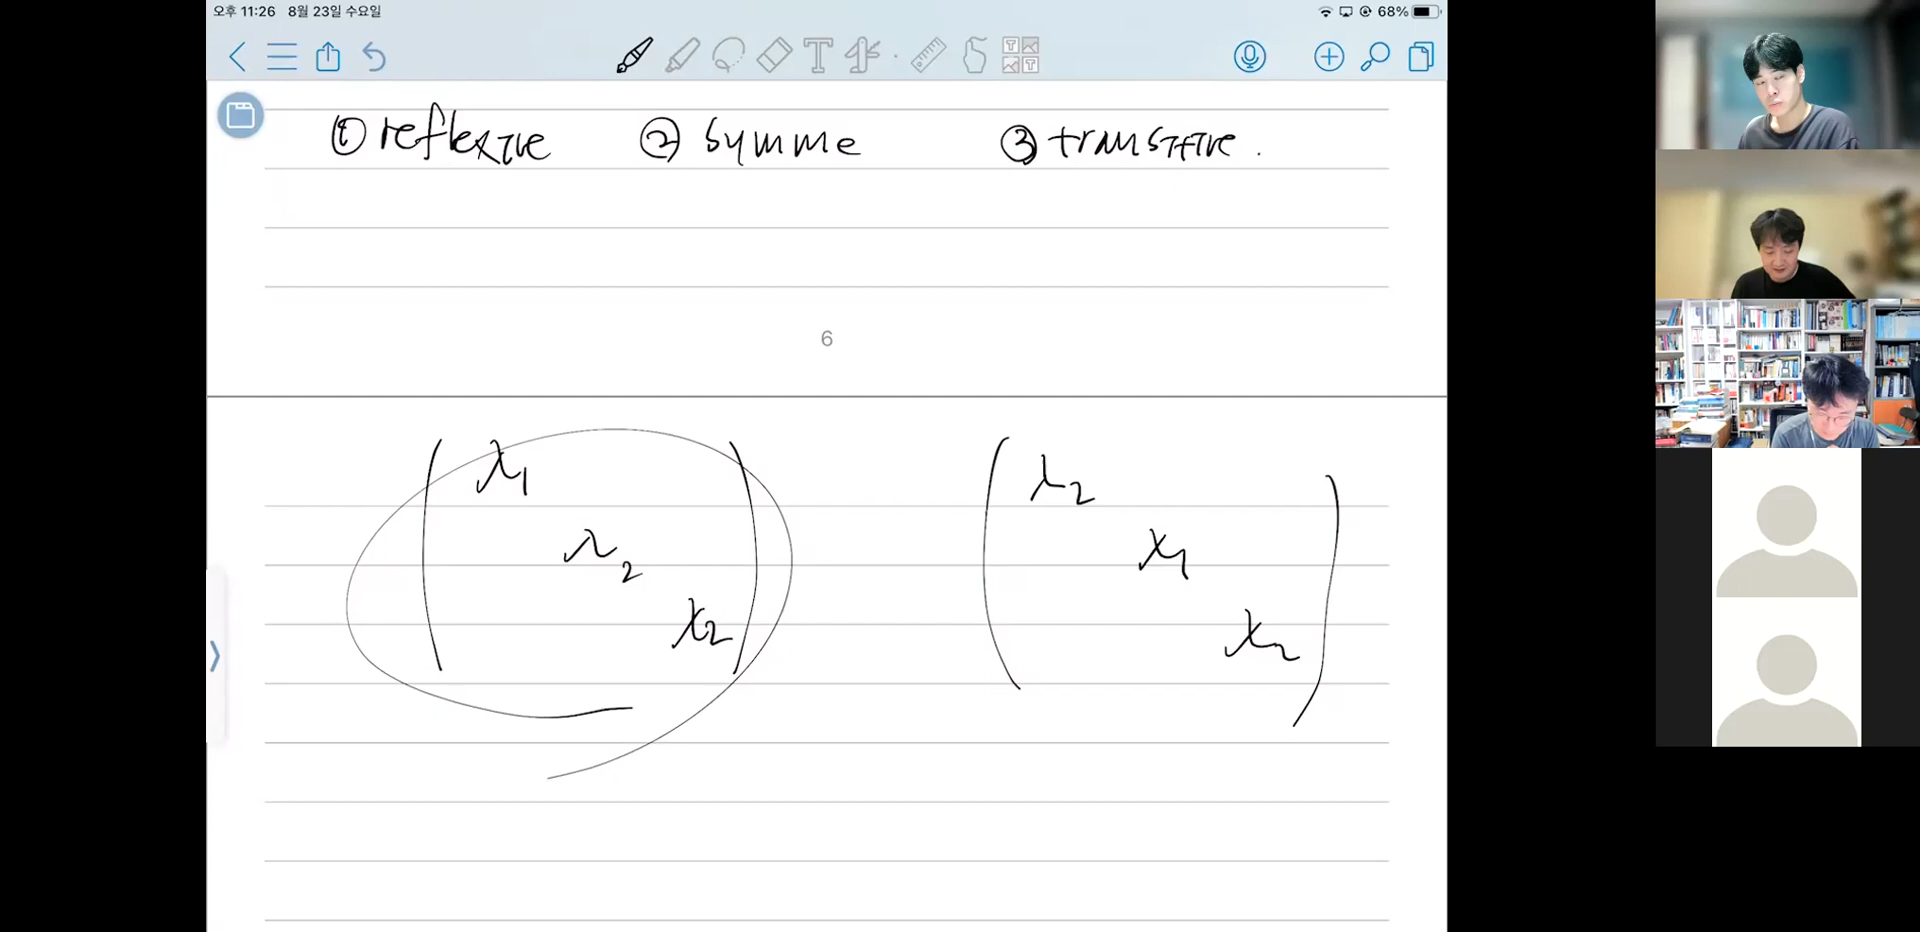 오후 11:26 8월 23일 수요일 68%
① reflexive ② symme ③ transitive .
6
λ1 λ2
λ2 λ1
λ2 λ2